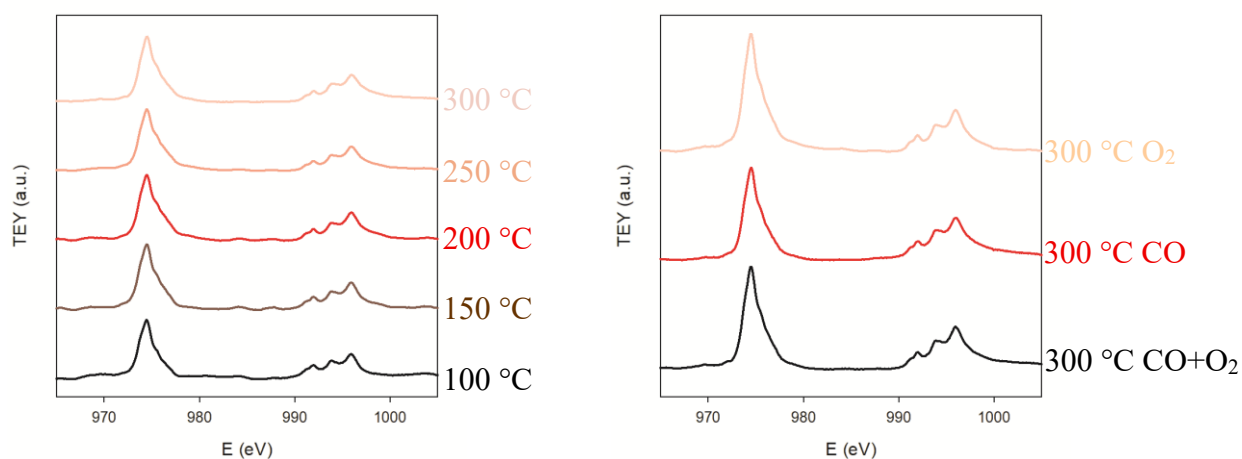 TEY (a.u.)
300 °C
250 °C
200 °C
150 °C
100 °C
970 980 990 1000
E (eV)
TEY (a.u.)
300 °C O₂
300 °C CO
300 °C CO+O₂
970 980 990 1000
E (eV)